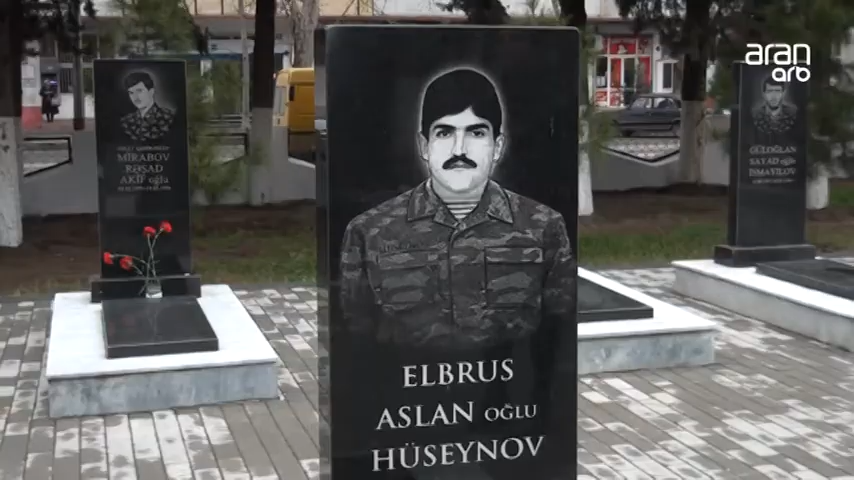 aran
arb
ELBRUS
ASLAN OĞLU
HÜSEYNOV
MİRABOV
RƏŞAD
AKİF oğlu
GÜLOĞLAN
SAYAD oğlu
İSMAYILOV